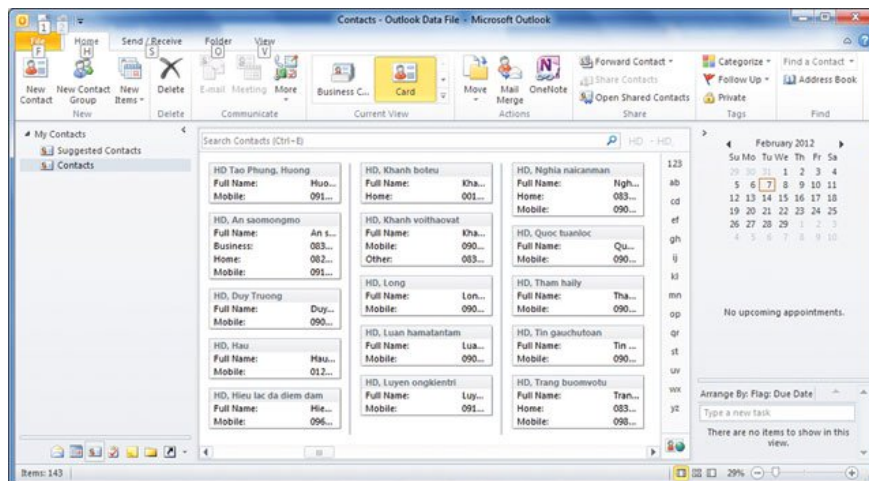 Contacts - Outlook Data File - Microsoft Outlook
1 2
File Home Send / Receive Folder View
F H S O V
New Contact
New Contact Group
New Items
New
Delete
Delete
E-mail Meeting More
Communicate
Business C... Card
Current View
Move
Mail Merge
OneNote
Actions
Forward Contact
Share Contacts
Open Shared Contacts
Share
Categorize
Follow Up
Private
Tags
Find a Contact
Address Book
Find
My Contacts
Suggested Contacts
Contacts
Search Contacts (Ctrl+E)
HD - HD,
HD Tao Phung, Huong
Full Name: Huo...
Mobile: 091...
HD, An saomongmo
Full Name: An s...
Business: 083...
Home: 082...
Mobile: 091...
HD, Duy Truong
Full Name: Duy...
Mobile: 090...
HD, Hau
Full Name: Hau...
Mobile: 012...
HD, Hieu lac da diem dam
Full Name: Hie...
Mobile: 096...
HD, Khanh boteu
Full Name: Kha...
Home: 001...
HD, Khanh voithaovat
Full Name: Kha...
Mobile: 090...
Other: 083...
HD, Long
Full Name: Lon...
Mobile: 090...
HD, Luan hamatantam
Full Name: Lua...
Mobile: 090...
HD, Luyen ongkientri
Full Name: Luy...
Mobile: 091...
HD, Nghia naicanman
Full Name: Ngh...
Home: 083...
Mobile: 090...
HD, Quoc tuanloc
Full Name: Qu...
Mobile: 090...
HD, Tham haily
Full Name: Tha...
Mobile: 090...
HD, Tin gauchutoan
Full Name: Tin ...
Mobile: 090...
HD, Trang buomvotu
Full Name: Tran...
Home: 083...
Mobile: 098...
123
ab
cd
ef
gh
ij
kl
mn
op
qr
st
uv
wx
yz
February 2012
Su Mo Tu We Th Fr Sa
29 30 31 1 2 3 4
5 6 7 8 9 10 11
12 13 14 15 16 17 18
19 20 21 22 23 24 25
26 27 28 29 1 2 3
4 5 6 7 8 9 10
No upcoming appointments.
Arrange By: Flag: Due Date
Type a new task
There are no items to show in this
view.
Items: 143
29%